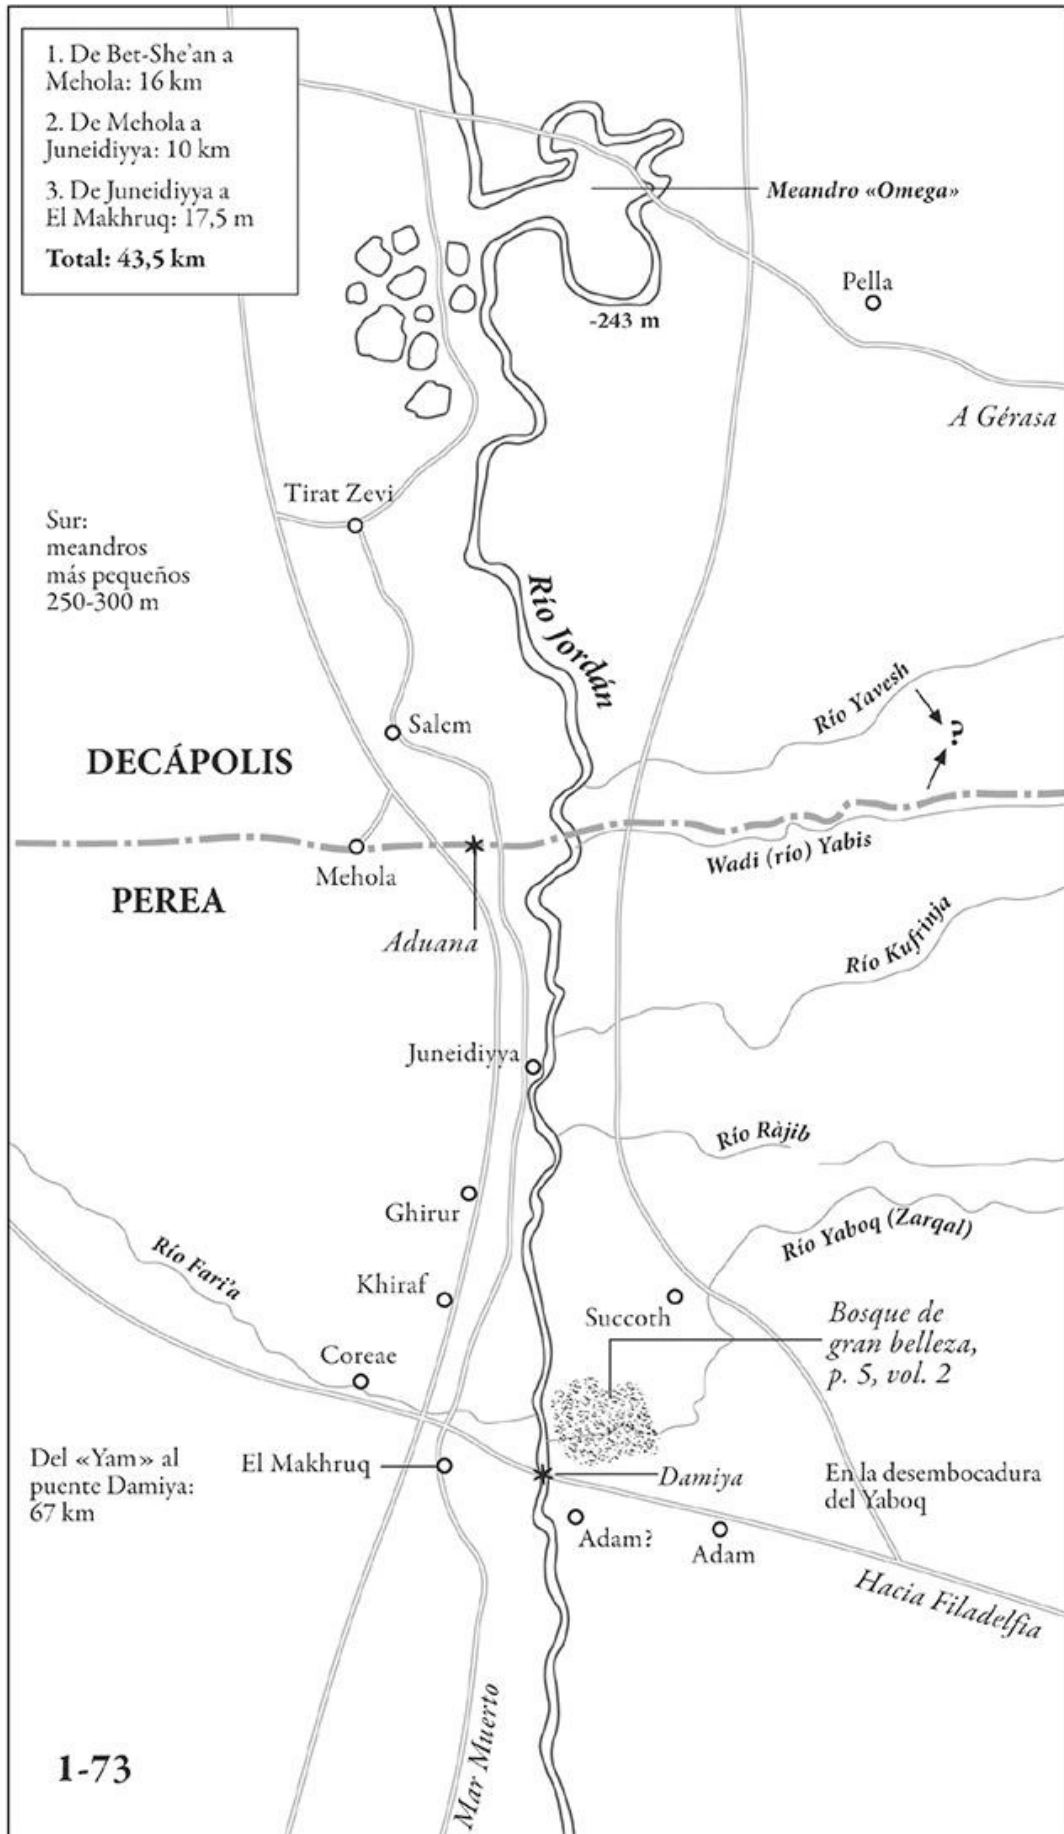 1. De Bet-She’an a
Mehola: 16 km
2. De Mehola a
Juneidiyya: 10 km
3. De Juneidiyya a
El Makhruq: 17,5 m
Total: 43,5 km
Meandro «Omega»
Pella
-243 m
A Gérasa
Tirat Zevi
Sur:
meandros
más pequeños
250-300 m
Río Jordán
Río Yavesh
?
Salem
DECÁPOLIS
Mehola
Wadi (río) Yabis
PEREA
Aduana
Río Kufrinja
Juneidiyya
Río Ràjib
Ghirur
Río Yaboq (Zarqal)
Río Fari’a
Khiraf
Succoth
Bosque de
gran belleza,
p. 5, vol. 2
Coreae
Del «Yam» al
puente Damiya:
67 km
El Makhruq
Damiya
En la desembocadura
del Yaboq
Adam?
Adam
Hacia Filadelfia
Mar Muerto
1-73